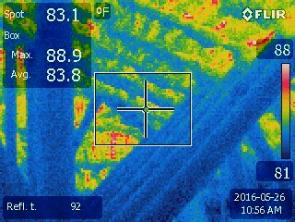 Spot 83.1 °F
Box
Max. 88.9
Avg. 83.8
FLIR
88
81
Refl. t. 92
2016-05-26
10:56 AM